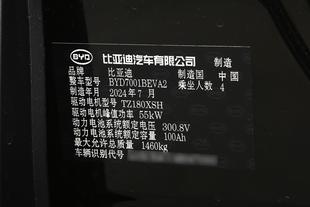 BYD 比亚迪汽车有限公司 制造
品牌 比亚迪 制造国 中国
整车型号 BYD7001BEVA2 乘坐人数 4
制造年月 2024年7月
驱动电机型号 TZ180XSH
驱动电机峰值功率 55kW
动力电池系统额定电压 300.8V
动力电池系统额定容量 100Ah
最大允许总质量 1460kg
车辆识别代号